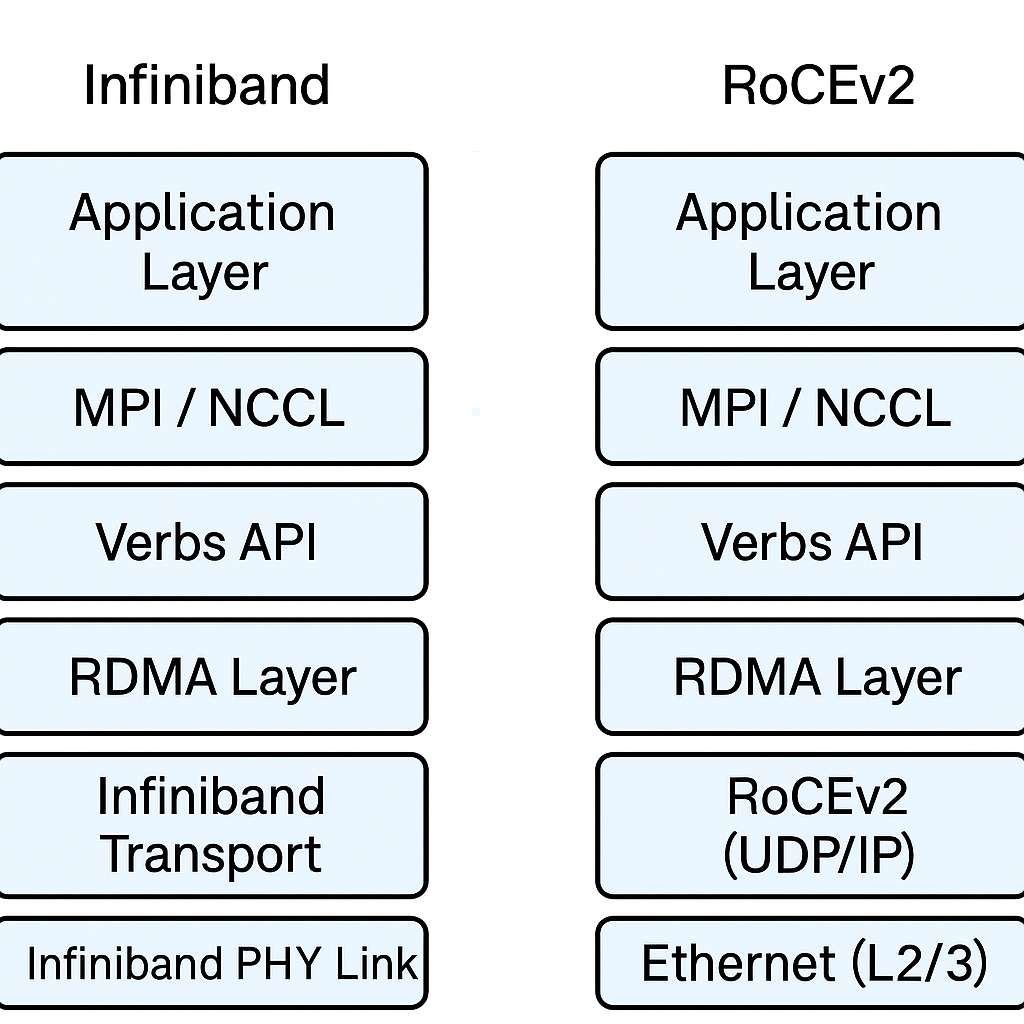 Infiniband
Application
Layer
MPI / NCCL
Verbs API
RDMA Layer
Infiniband
Transport
Infiniband PHY Link
RoCEv2
Application
Layer
MPI / NCCL
Verbs API
RDMA Layer
RoCEv2
(UDP/IP)
Ethernet (L2/3)